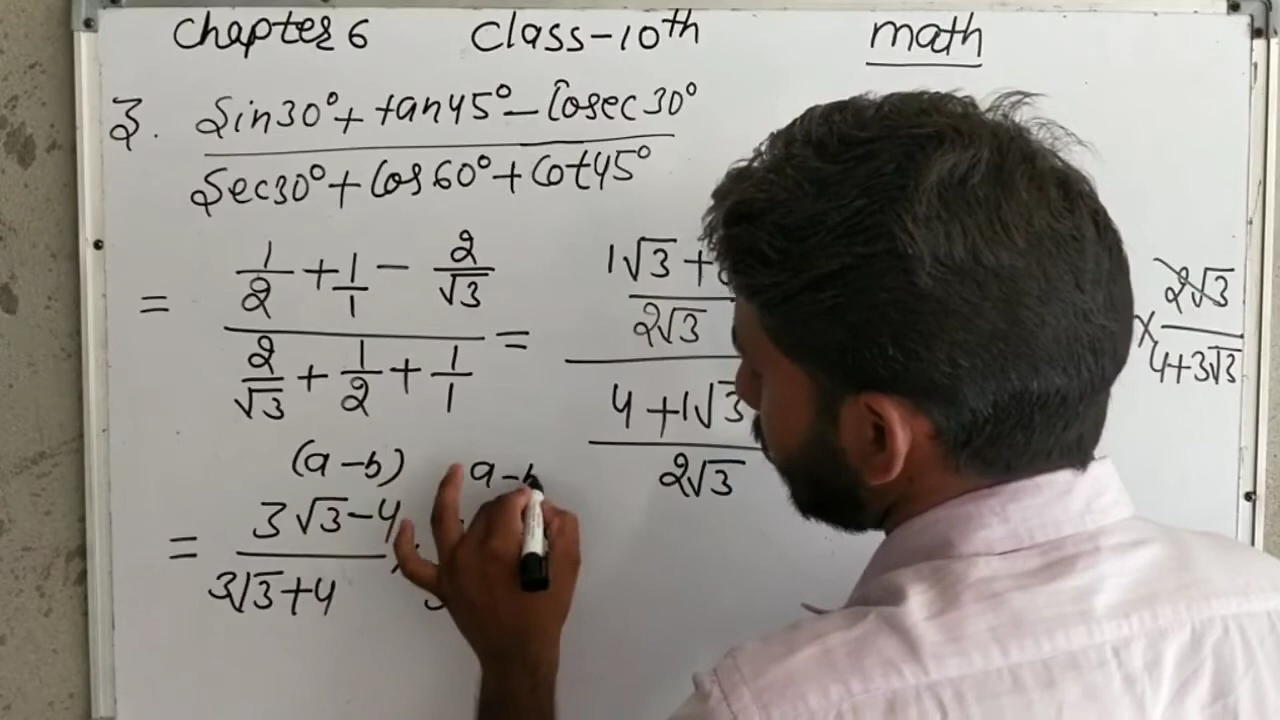 Chapter 6 Class-10th math
3. Sin30°+ tan45° – Cosec30°
Sec30°+Cos60°+Cot45°
= 1/2 + 1/1 – 2/√3
2/√3 + 1/2 + 1/1
= 1√3 +
2√3
4 +1√3
2√3
× 2√3
4+3√3
(a-b) a-b
= 3√3-4
3√3+4